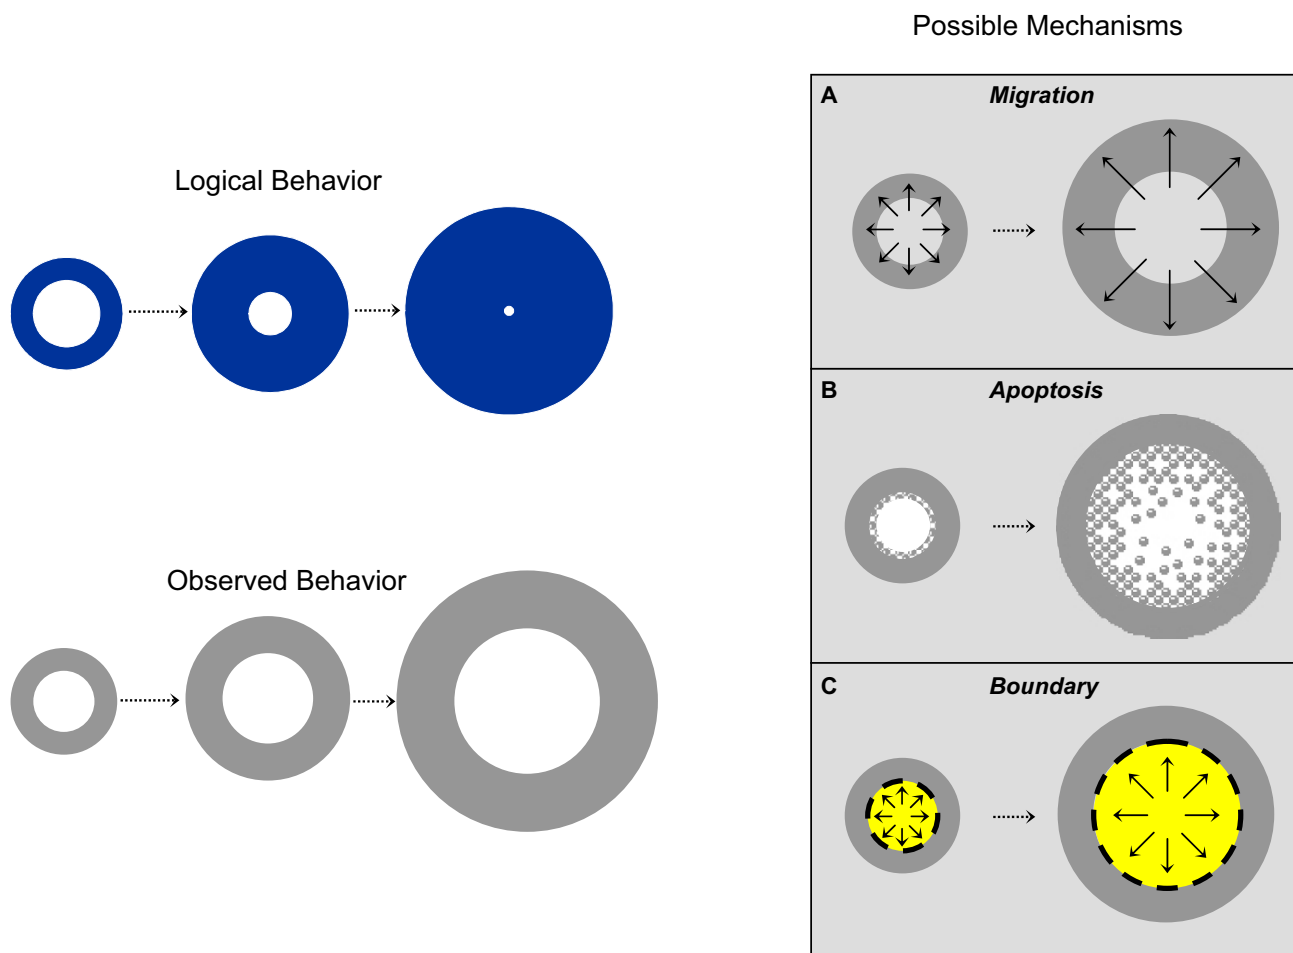 Possible Mechanisms
Logical Behavior
Observed Behavior
A Migration
B Apoptosis
C Boundary